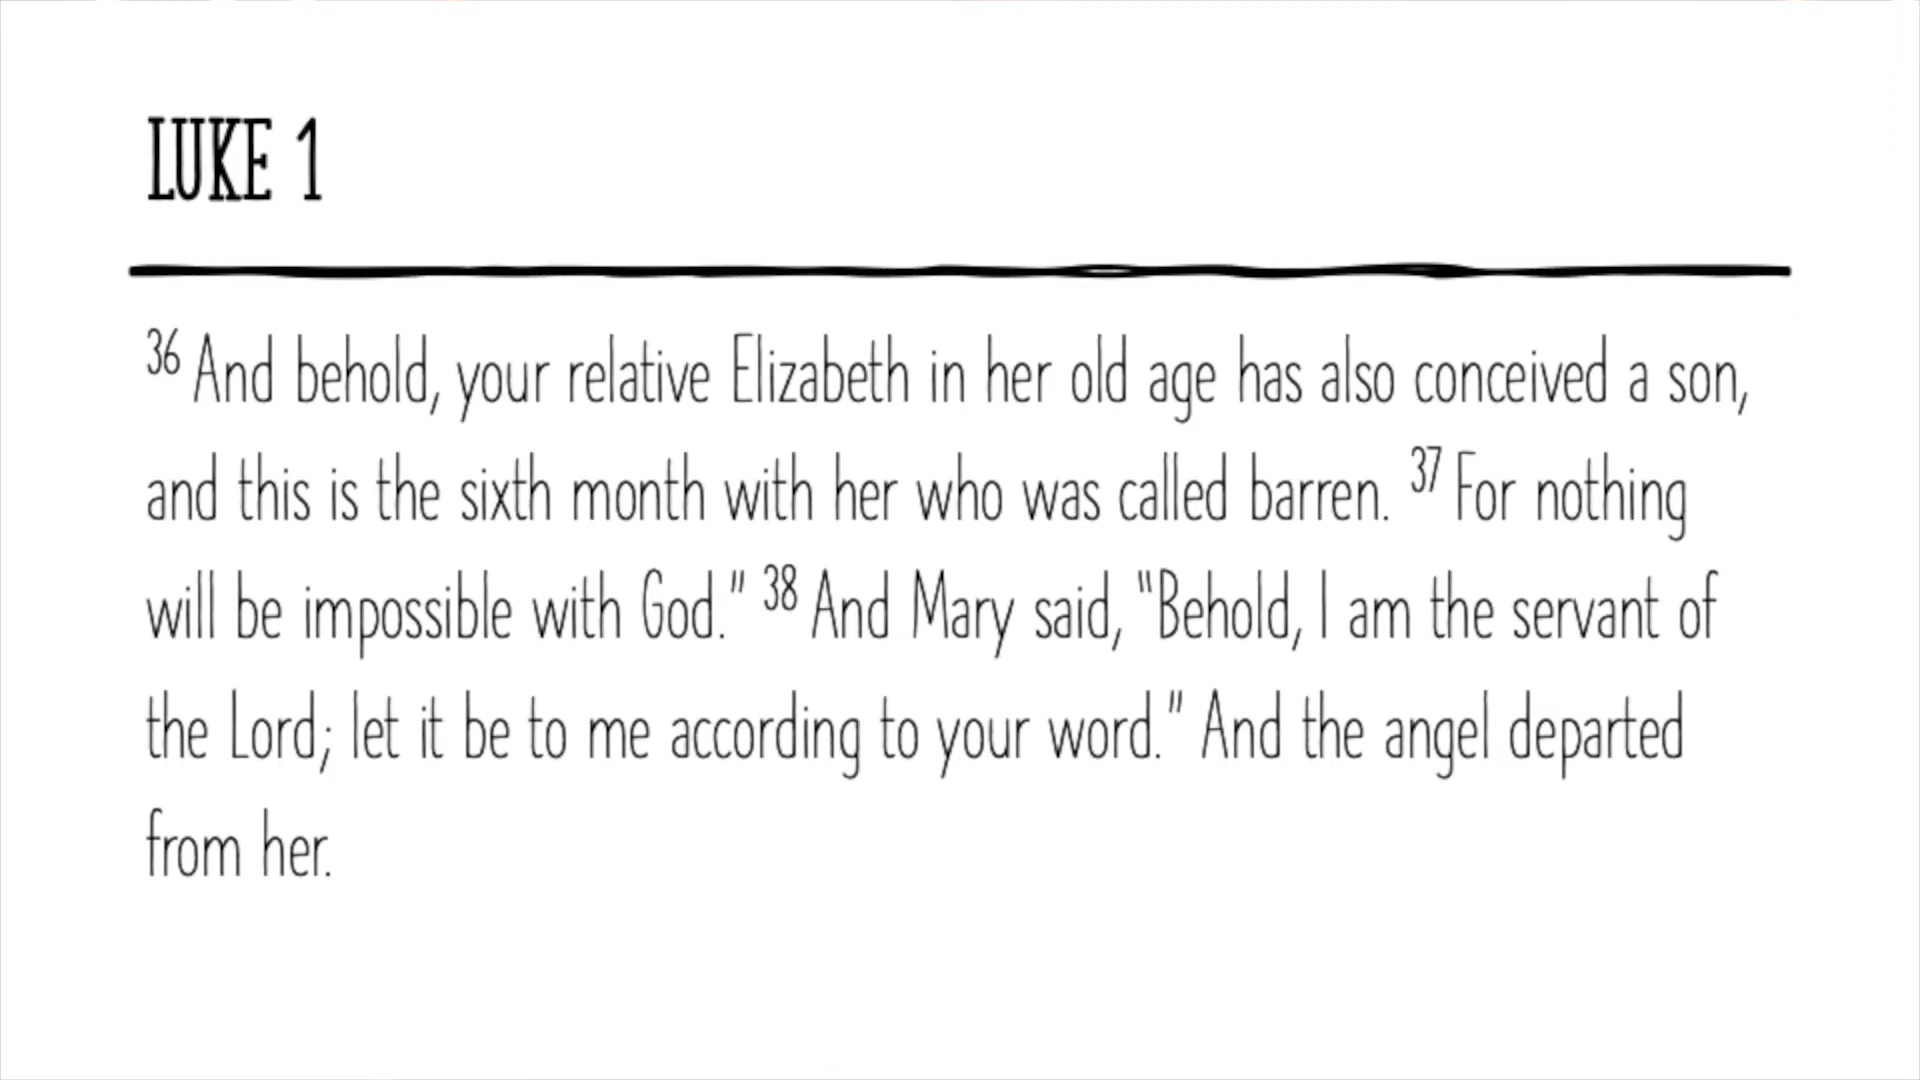 LUKE 1
36 And behold, your relative Elizabeth in her old age has also conceived a son,
and this is the sixth month with her who was called barren. 37 For nothing
will be impossible with God." 38 And Mary said, "Behold, I am the servant of
the Lord; let it be to me according to your word." And the angel departed
from her.